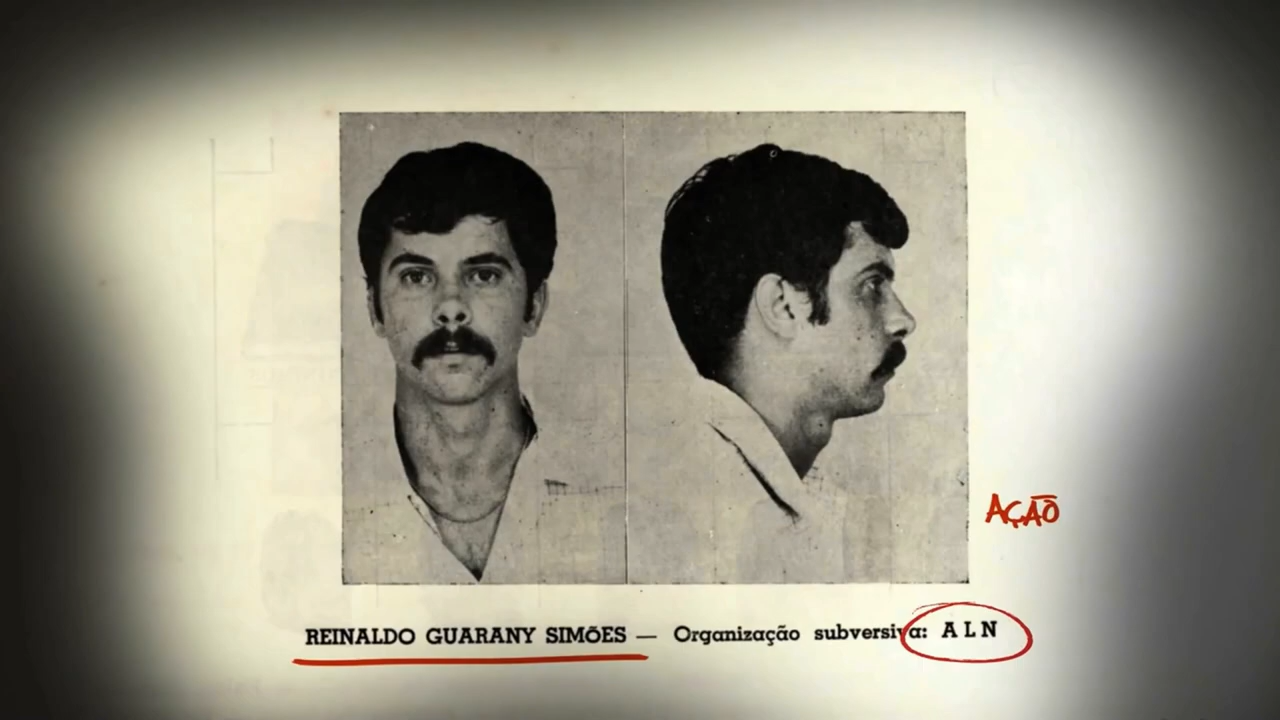 AÇÃO
REINALDO GUARANY SIMÕES — Organização subversiva: A L N